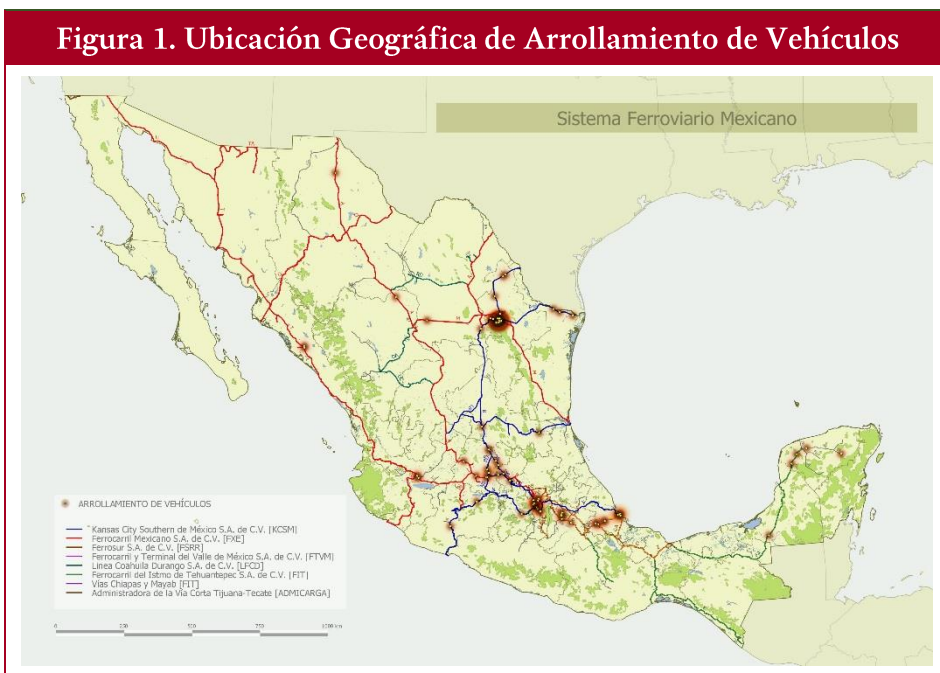 Figura 1. Ubicación Geográfica de Arrollamiento de Vehículos
Sistema Ferroviario Mexicano
ARROLLAMIENTO DE VEHÍCULOS
Kansas City Southern de México S.A. de C.V. [KCSM]
Ferrocarril Mexicano S.A. de C.V. [FXE]
Ferrosur S.A. de C.V. [FSRR]
Ferrocarril y Terminal del Valle de México S.A. de C.V. [FTVM]
Linea Coahuila Durango S.A. de C.V. [LFCD]
Ferrocarril del Istmo de Tehuantepec S.A. de C.V. [FIT]
Vías Chiapas y Mayab [FIT]
Administradora de la Vía Corta Tijuana-Tecate [ADMICARGA]
0 250 500 750 1000 km